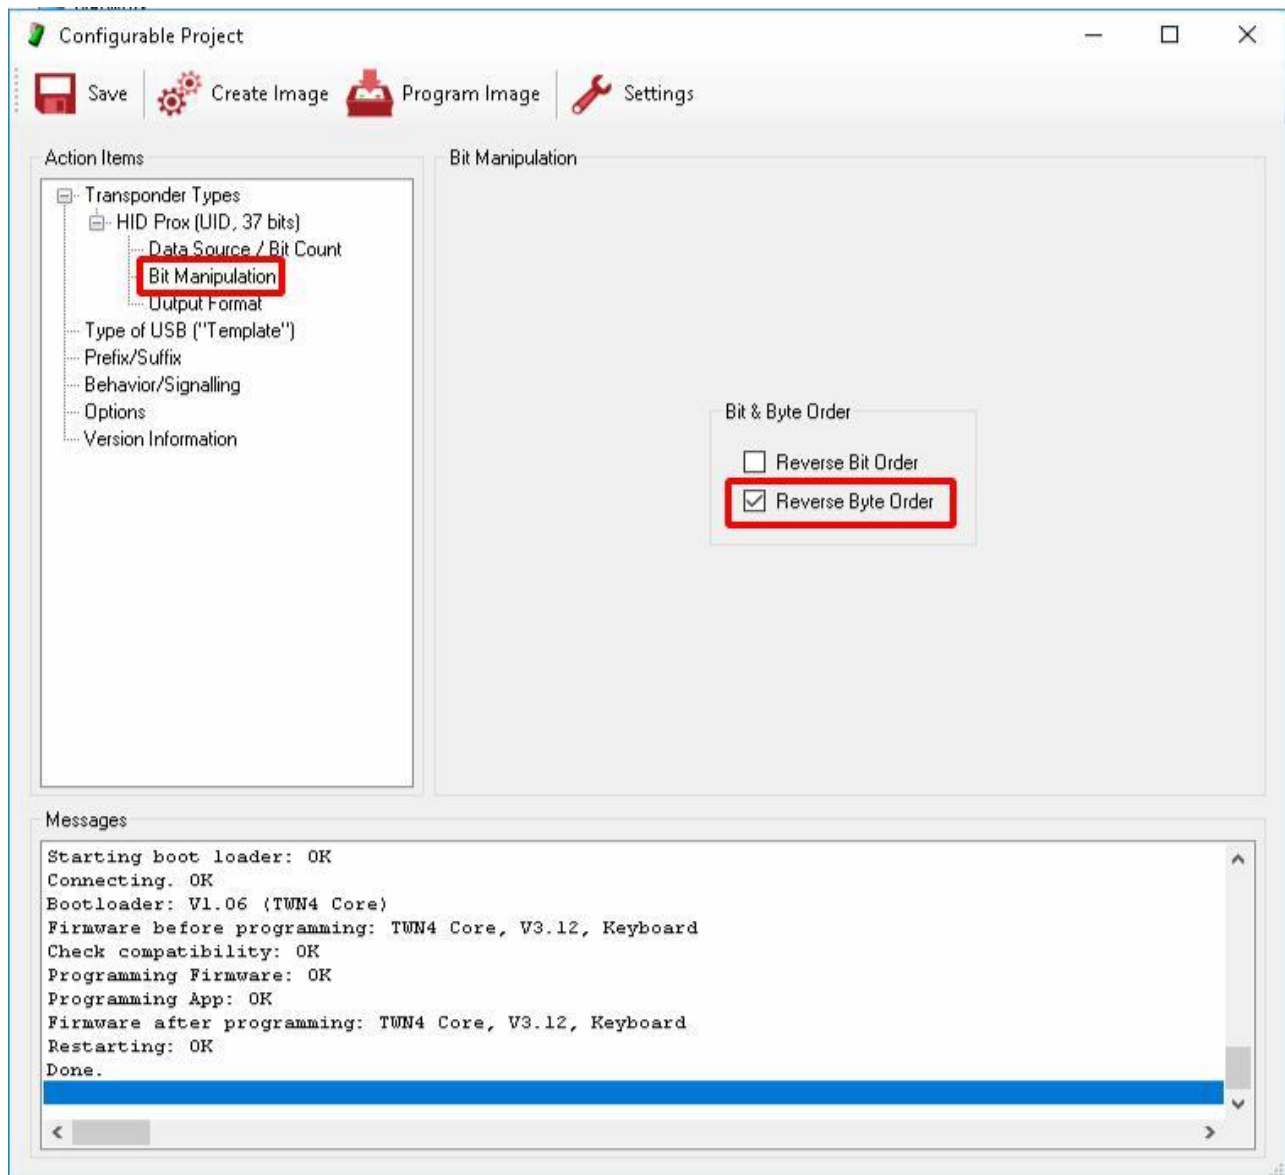 Configurable Project
Save Create Image Program Image Settings
Action Items
Transponder Types
HID Prox (UID, 37 bits)
Data Source / Bit Count
Bit Manipulation
Output Format
Type of USB ("Template")
Prefix/Suffix
Behavior/Signalling
Options
Version Information
Bit Manipulation
Bit & Byte Order
Reverse Bit Order
Reverse Byte Order
Messages
Starting boot loader: OK
Connecting. OK
Bootloader: V1.06 (TWN4 Core)
Firmware before programming: TWN4 Core, V3.12, Keyboard
Check compatibility: OK
Programming Firmware: OK
Programming App: OK
Firmware after programming: TWN4 Core, V3.12, Keyboard
Restarting: OK
Done.